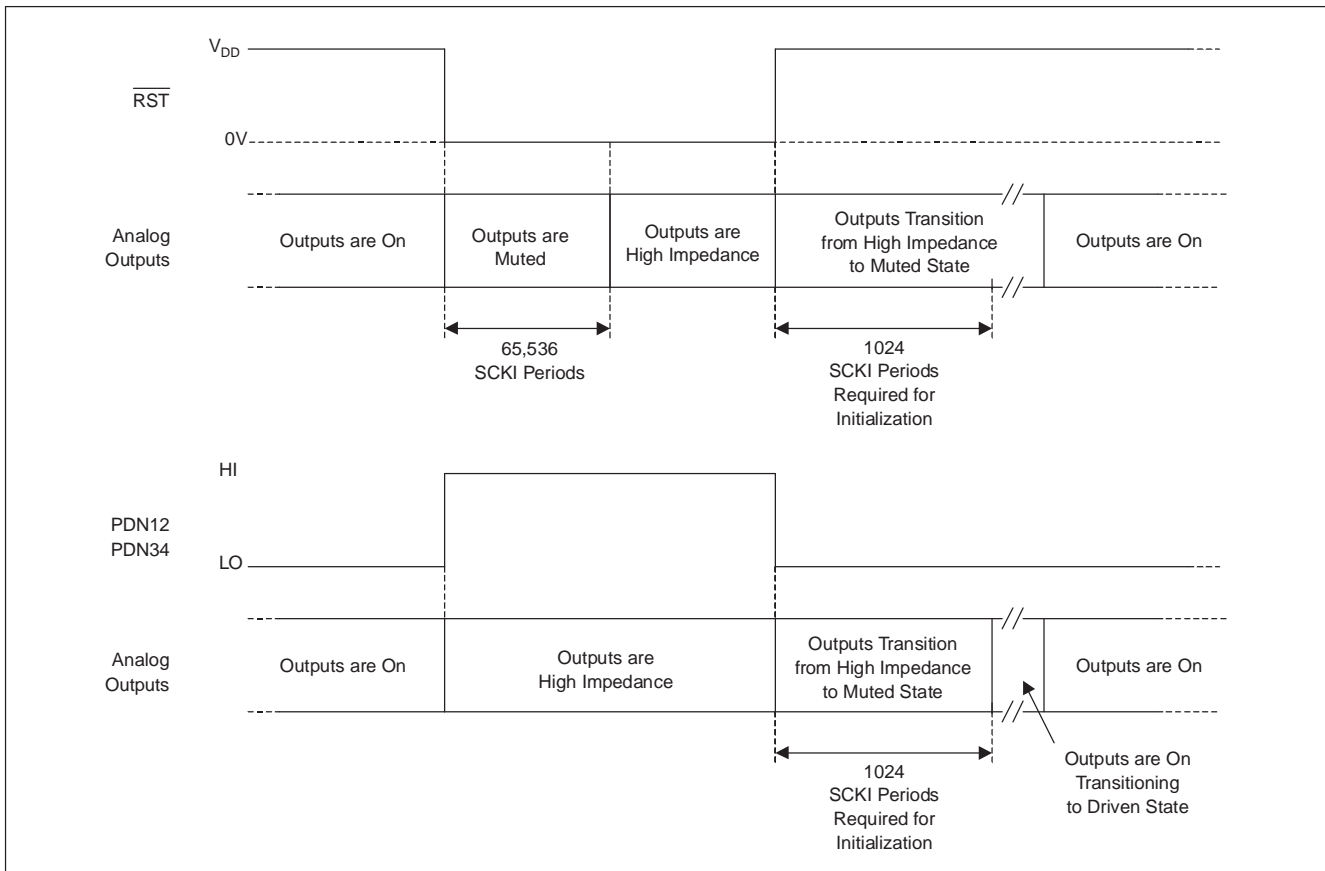 VDD
RST
0V
Analog
Outputs
Outputs are On
Outputs are
Muted
Outputs are
High Impedance
Outputs Transition
from High Impedance
to Muted State
Outputs are On
65,536
SCKI Periods
1024
SCKI Periods
Required for
Initialization
HI
PDN12
PDN34
LO
Analog
Outputs
Outputs are On
Outputs are
High Impedance
Outputs Transition
from High Impedance
to Muted State
Outputs are On
1024
SCKI Periods
Required for
Initialization
Outputs are On
Transitioning
to Driven State